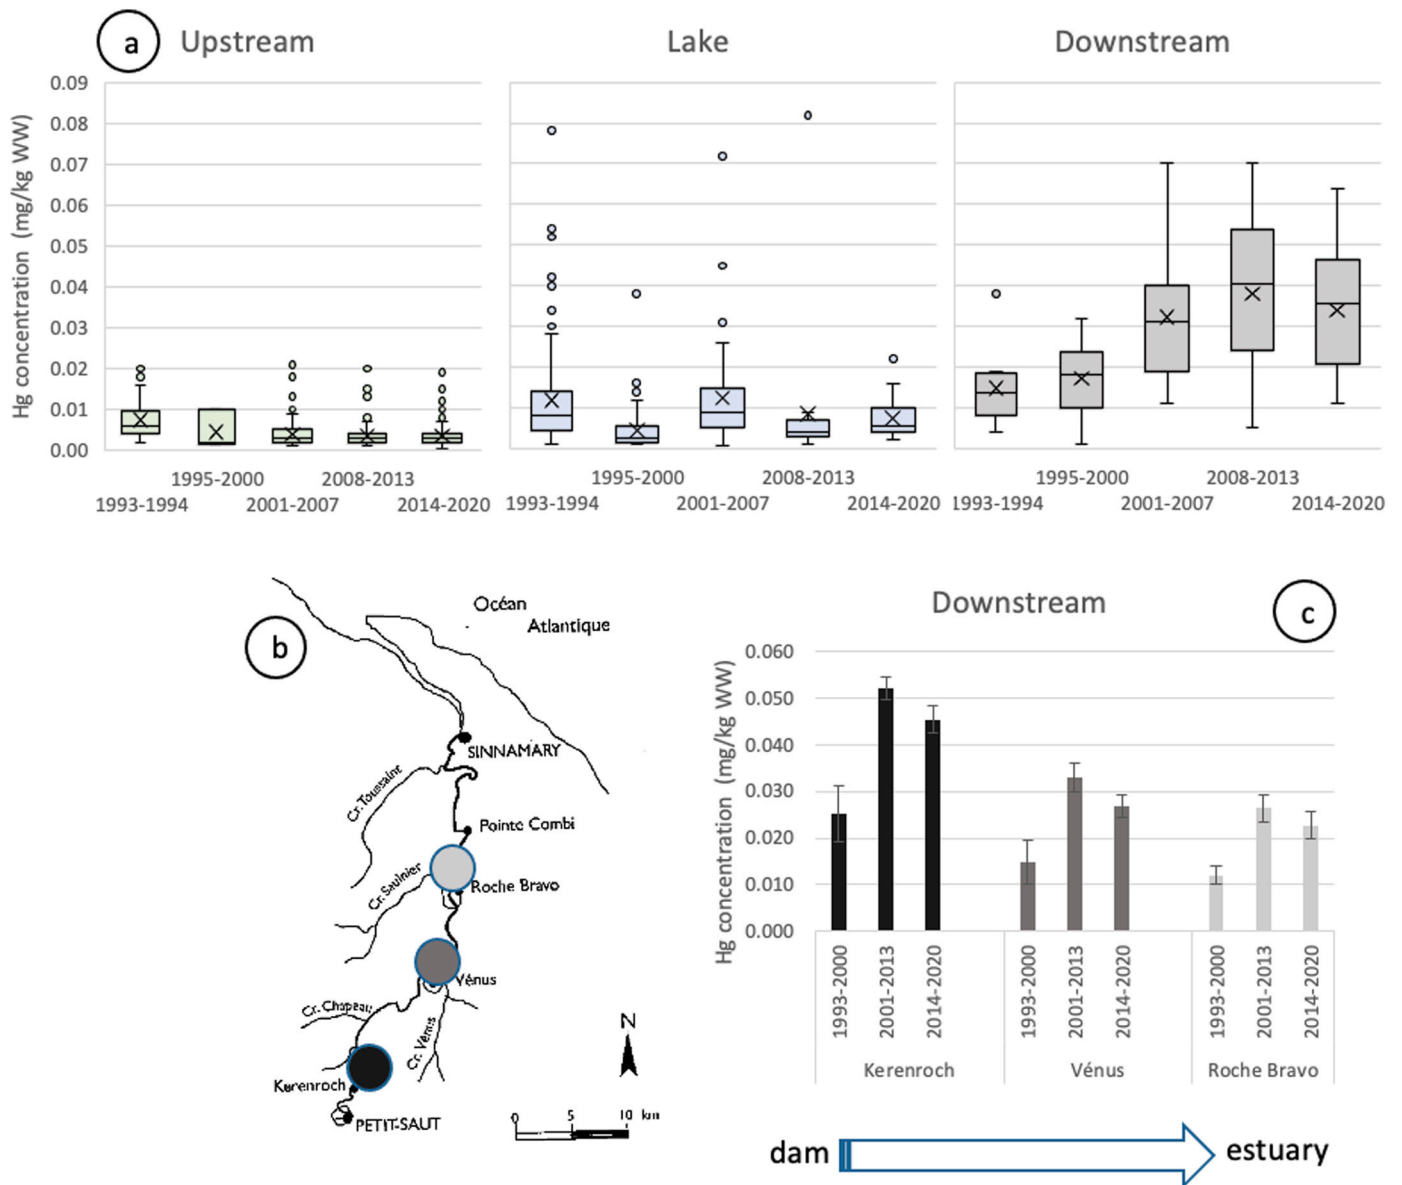 a
Upstream
Lake
Downstream
Hg concentration (mg/kg WW)
0.09
0.08
0.07
0.06
0.05
0.04
0.03
0.02
0.01
0.00
1995-2000 2008-2013 1995-2000 2008-2013 1995-2000 2008-2013
1993-1994 2001-2007 2014-2020 1993-1994 2001-2007 2014-2020 1993-1994 2001-2007 2014-2020
b
Océan
Atlantique
SINNAMARY
Cr. Toussaint
Pointe Combi
Cr. Saulnier
Roche Bravo
Vénus
Cr. Chapeau
Cr. Vénus
Kerenroch
PETIT-SAUT
N
0 5 10 km
Downstream
c
Hg concentration (mg/kg WW)
0.060
0.050
0.040
0.030
0.020
0.010
0.000
1993-2000 2001-2013 2014-2020 1993-2000 2001-2013 2014-2020 1993-2000 2001-2013 2014-2020
Kerenroch Vénus Roche Bravo
dam estuary